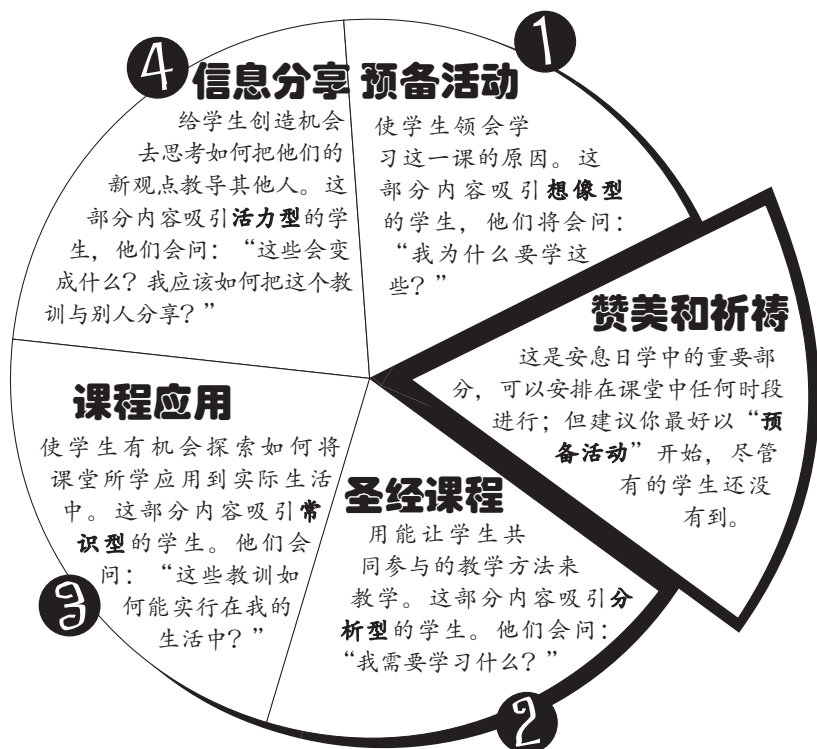 1
预备活动
使学生领会学
习这一课的原因。这
部分内容吸引想像型
的学生，他们将会问：
“我为什么要学这
些？”
赞美和祈祷
这是安息日学中的重要部
分，可以安排在课堂中任何时段
进行；但建议你最好以“预
备活动”开始，尽管
有的学生还没
有到。
2
圣经课程
用能让学生共
同参与的教学方法来
教学。这部分内容吸引分
析型的学生。他们会问：
“我需要学习什么？”
3
课程应用
使学生有机会探索如何将
课堂所学应用到实际生活
中。这部分内容吸引常
识型的学生。他们会
问：“这些教训如
何能实行在我的
生活中？”
4
信息分享
给学生创造机会
去思考如何把他们的
新观点教导其他人。这
部分内容吸引活力型的学
生，他们会问：“这些会变
成什么？我应该如何把这个教
训与别人分享？”